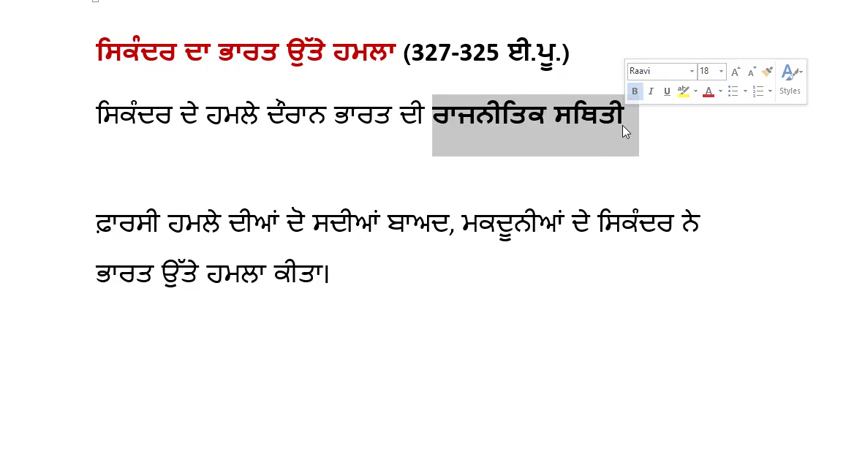 ਸਿਕੰਦਰ ਦਾ ਭਾਰਤ ਉੱਤੇ ਹਮਲਾ (327-325 ਈ.ਪੂ.)
Raavi 18
Styles
ਸਿਕੰਦਰ ਦੇ ਹਮਲੇ ਦੌਰਾਨ ਭਾਰਤ ਦੀ ਰਾਜਨੀਤਿਕ ਸਥਿਤੀ
ਫ਼ਾਰਸੀ ਹਮਲੇ ਦੀਆਂ ਦੋ ਸਦੀਆਂ ਬਾਅਦ, ਮਕਦੂਨੀਆਂ ਦੇ ਸਿਕੰਦਰ ਨੇ
ਭਾਰਤ ਉੱਤੇ ਹਮਲਾ ਕੀਤਾ।